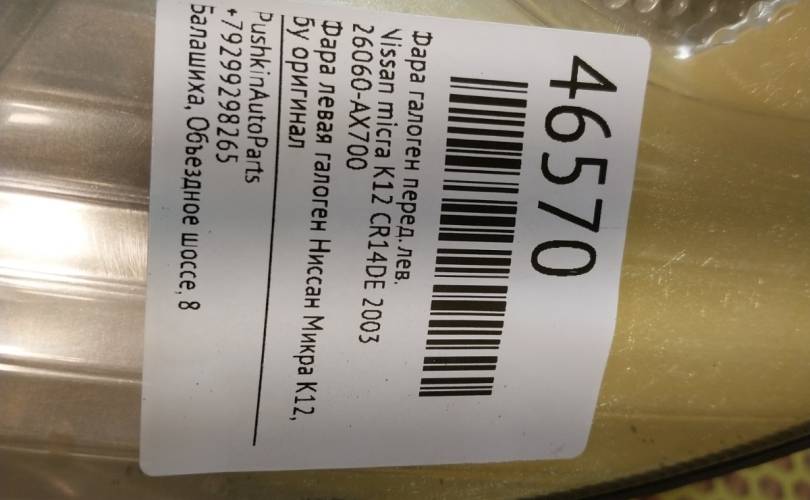 46570
Фара галоген перед. лев.
Nissan micra K12 CR14DE 2003
26060-AX700
Фара левая галоген Ниссан Микра К12,
бу оригинал
PushkinAutoParts
+79299298265
Балашиха, Объездное шоссе, 8